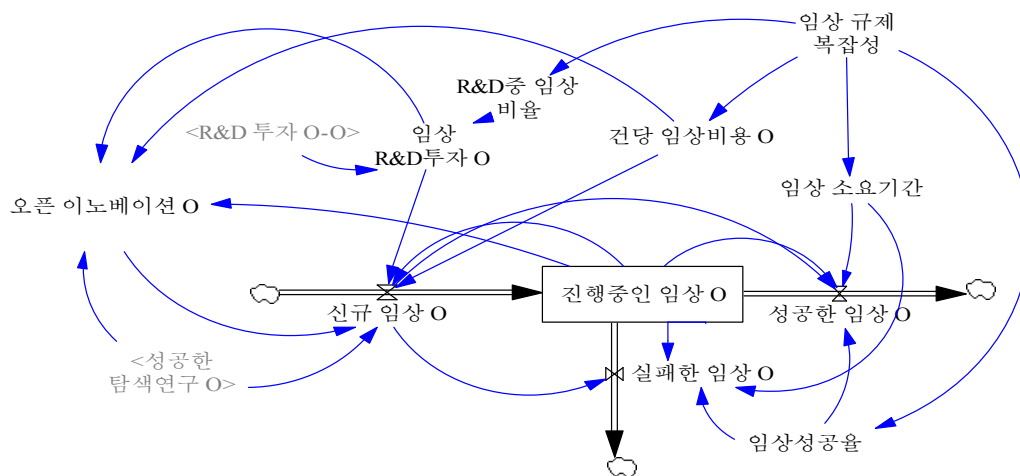 임상 규제
복잡성
R&D중 임상
비율
<R&D 투자 O-O>
임상
R&D투자 O
건당 임상비용 O
임상 소요기간
오픈 이노베이션 O
진행중인 임상 O
신규 임상 O
성공한 임상 O
<성공한
탐색연구 O>
실패한 임상 O
임상성공율